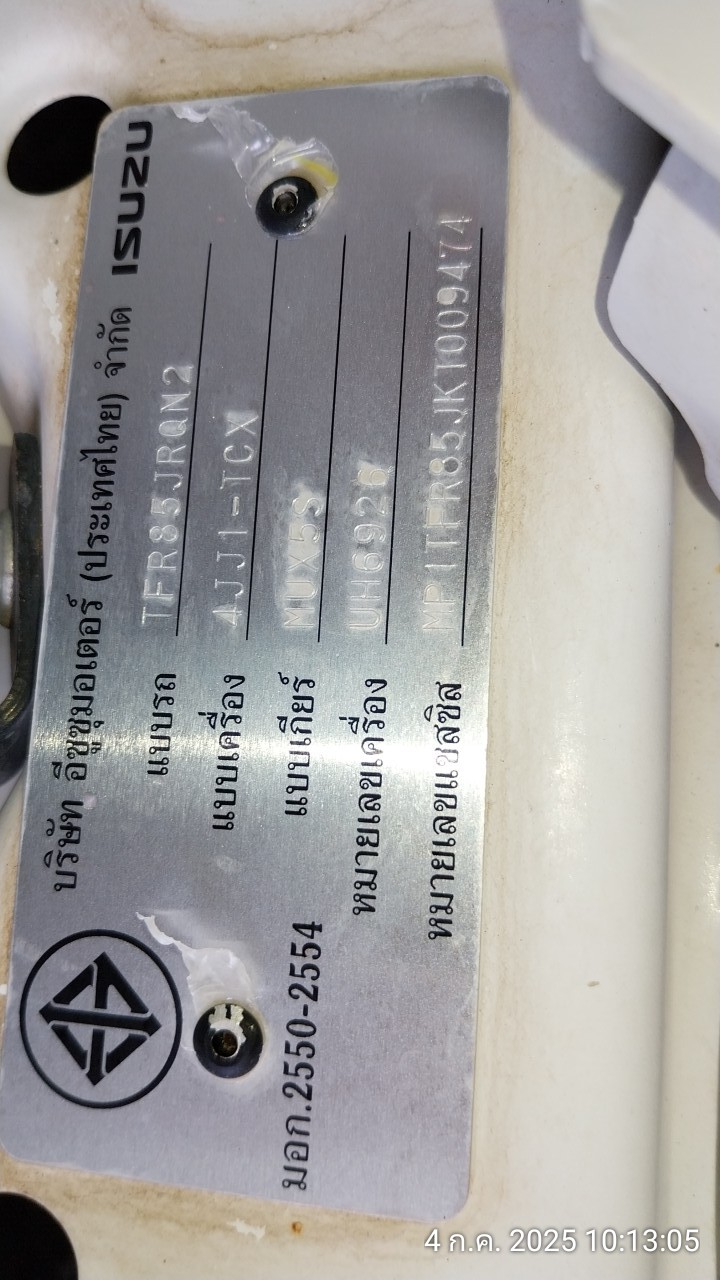 บริษัท อีซูซุมอเตอร์ (ประเทศไทย) จำกัด ISUZU
แบบรถ TFR85JRQN2
แบบเครื่อง 4JJ1-TCX
แบบเกียร์ MUX5S
หมายเลขเครื่อง UH6926
หมายเลขแชสซิส MP1TFR85JKT009474
มอก.2550-2554
4 ก.ค. 2025 10:13:05